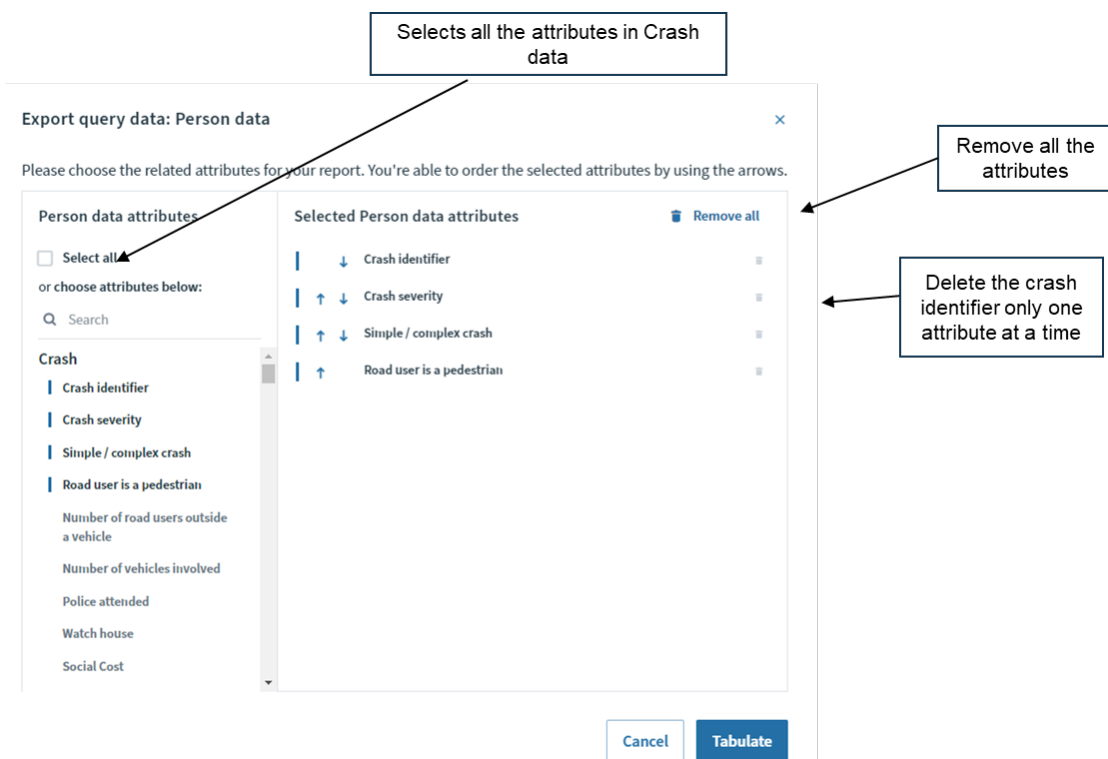 Selects all the attributes in Crash
data
Export query data: Person data
×
Please choose the related attributes for your report. You're able to order the selected attributes by using the arrows.
Remove all the
attributes
Person data attributes
Selected Person data attributes
Remove all
Select all
or choose attributes below:
Search
Crash identifier
Crash severity
Simple / complex crash
Road user is a pedestrian
Delete the crash
identifier only one
attribute at a time
Crash
Crash identifier
Crash severity
Simple / complex crash
Road user is a pedestrian
Number of road users outside
a vehicle
Number of vehicles involved
Police attended
Watch house
Social Cost
Cancel
Tabulate